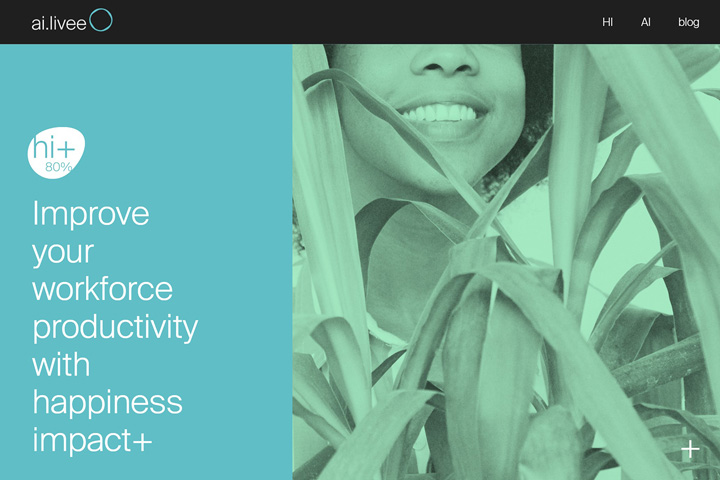 ai.livee
HI AI blog
hi+
80%
Improve
your
workforce
productivity
with
happiness
impact+